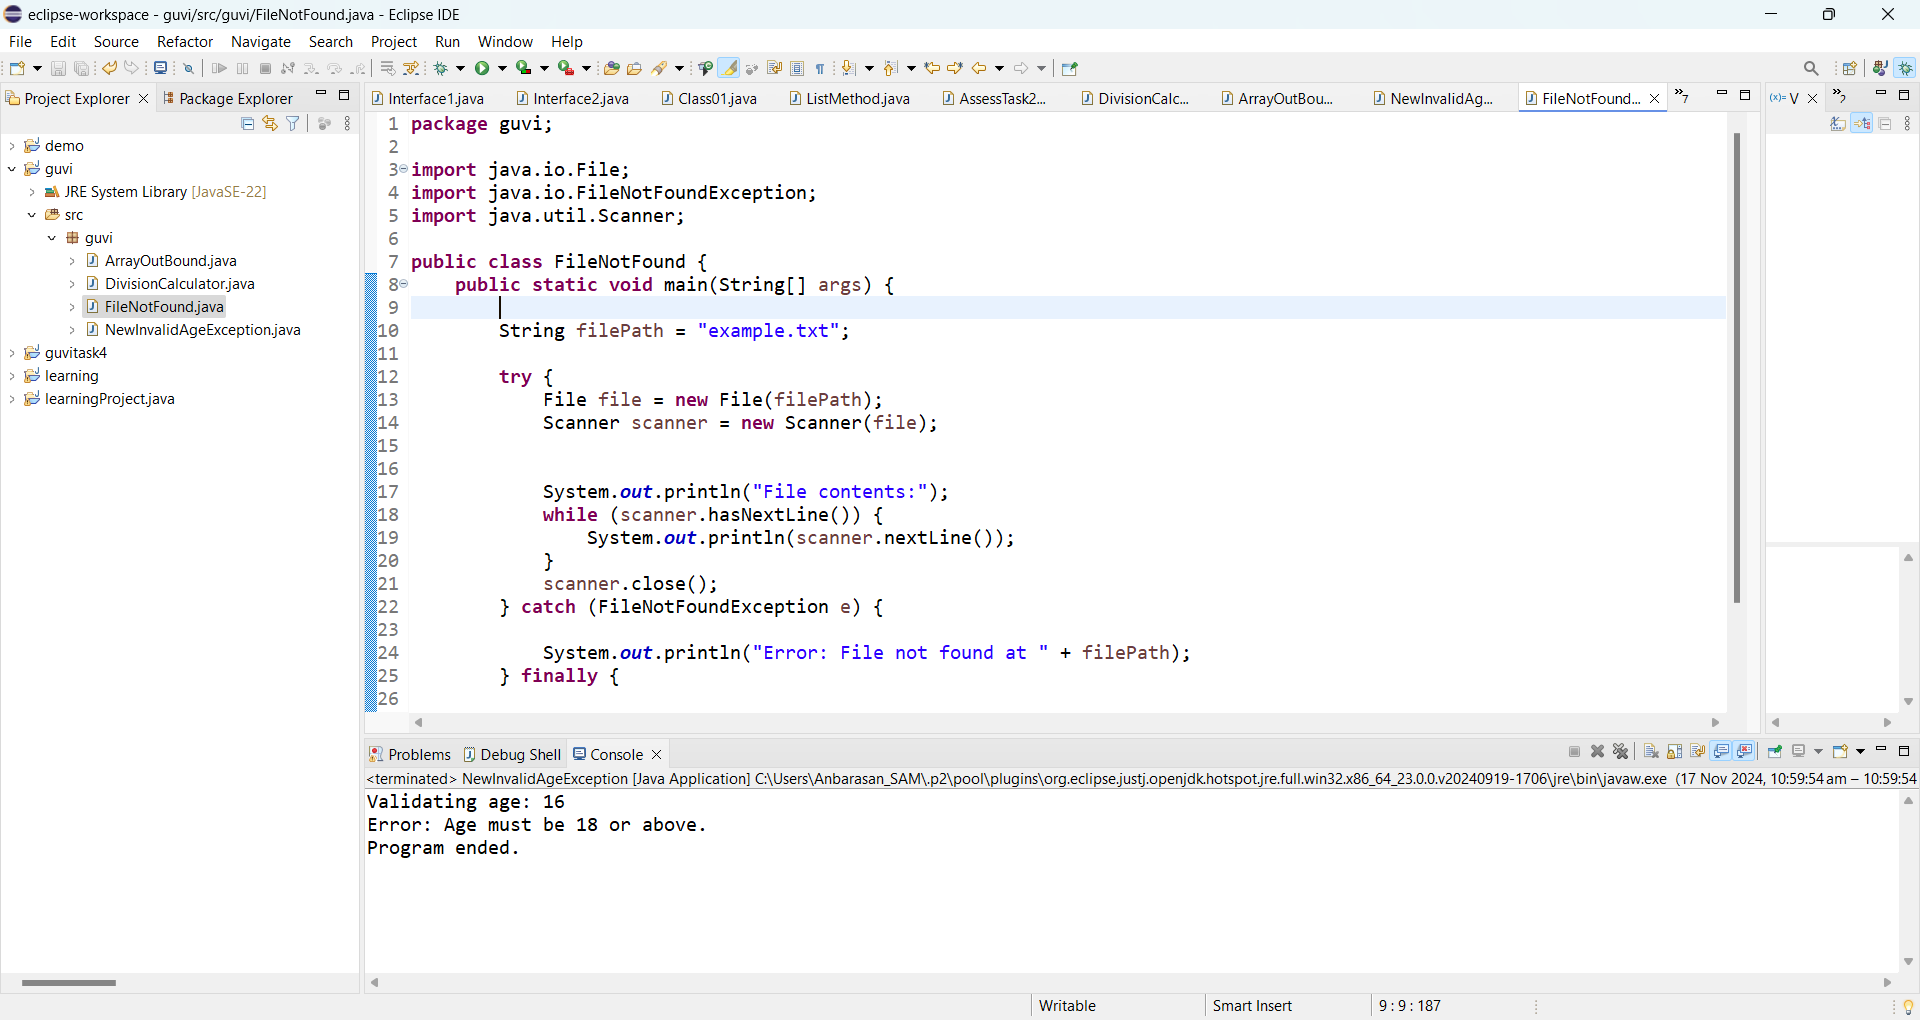 eclipse-workspace - guvi/src/guvi/FileNotFound.java - Eclipse IDE
File Edit Source Refactor Navigate Search Project Run Window Help
Project Explorer Package Explorer
demo
guvi
JRE System Library [JavaSE-22]
src
guvi
ArrayOutBound.java
DivisionCalculator.java
FileNotFound.java
NewInvalidAgeException.java
guvitask4
learning
learningProject.java
Interface1.java Interface2.java Class01.java ListMethod.java AssessTask2... DivisionCalc... ArrayOutBou... NewInvalidAg... FileNotFound... »7
(x)= V »2
1 package guvi;
2
3 import java.io.File;
4 import java.io.FileNotFoundException;
5 import java.util.Scanner;
6
7 public class FileNotFound {
8 public static void main(String[] args) {
9
10 String filePath = "example.txt";
11
12 try {
13 File file = new File(filePath);
14 Scanner scanner = new Scanner(file);
15
16
17 System.out.println("File contents:");
18 while (scanner.hasNextLine()) {
19 System.out.println(scanner.nextLine());
20 }
21 scanner.close();
22 } catch (FileNotFoundException e) {
23
24 System.out.println("Error: File not found at " + filePath);
25 } finally {
26
Problems Debug Shell Console
<terminated> NewInvalidAgeException [Java Application] C:\Users\Anbarasan_SAM\.p2\pool\plugins\org.eclipse.justj.openjdk.hotspot.jre.full.win32.x86_64_23.0.0.v20240919-1706\jre\bin\javaw.exe (17 Nov 2024, 10:59:54 am – 10:59:54
Validating age: 16
Error: Age must be 18 or above.
Program ended.
Writable Smart Insert 9 : 9 : 187